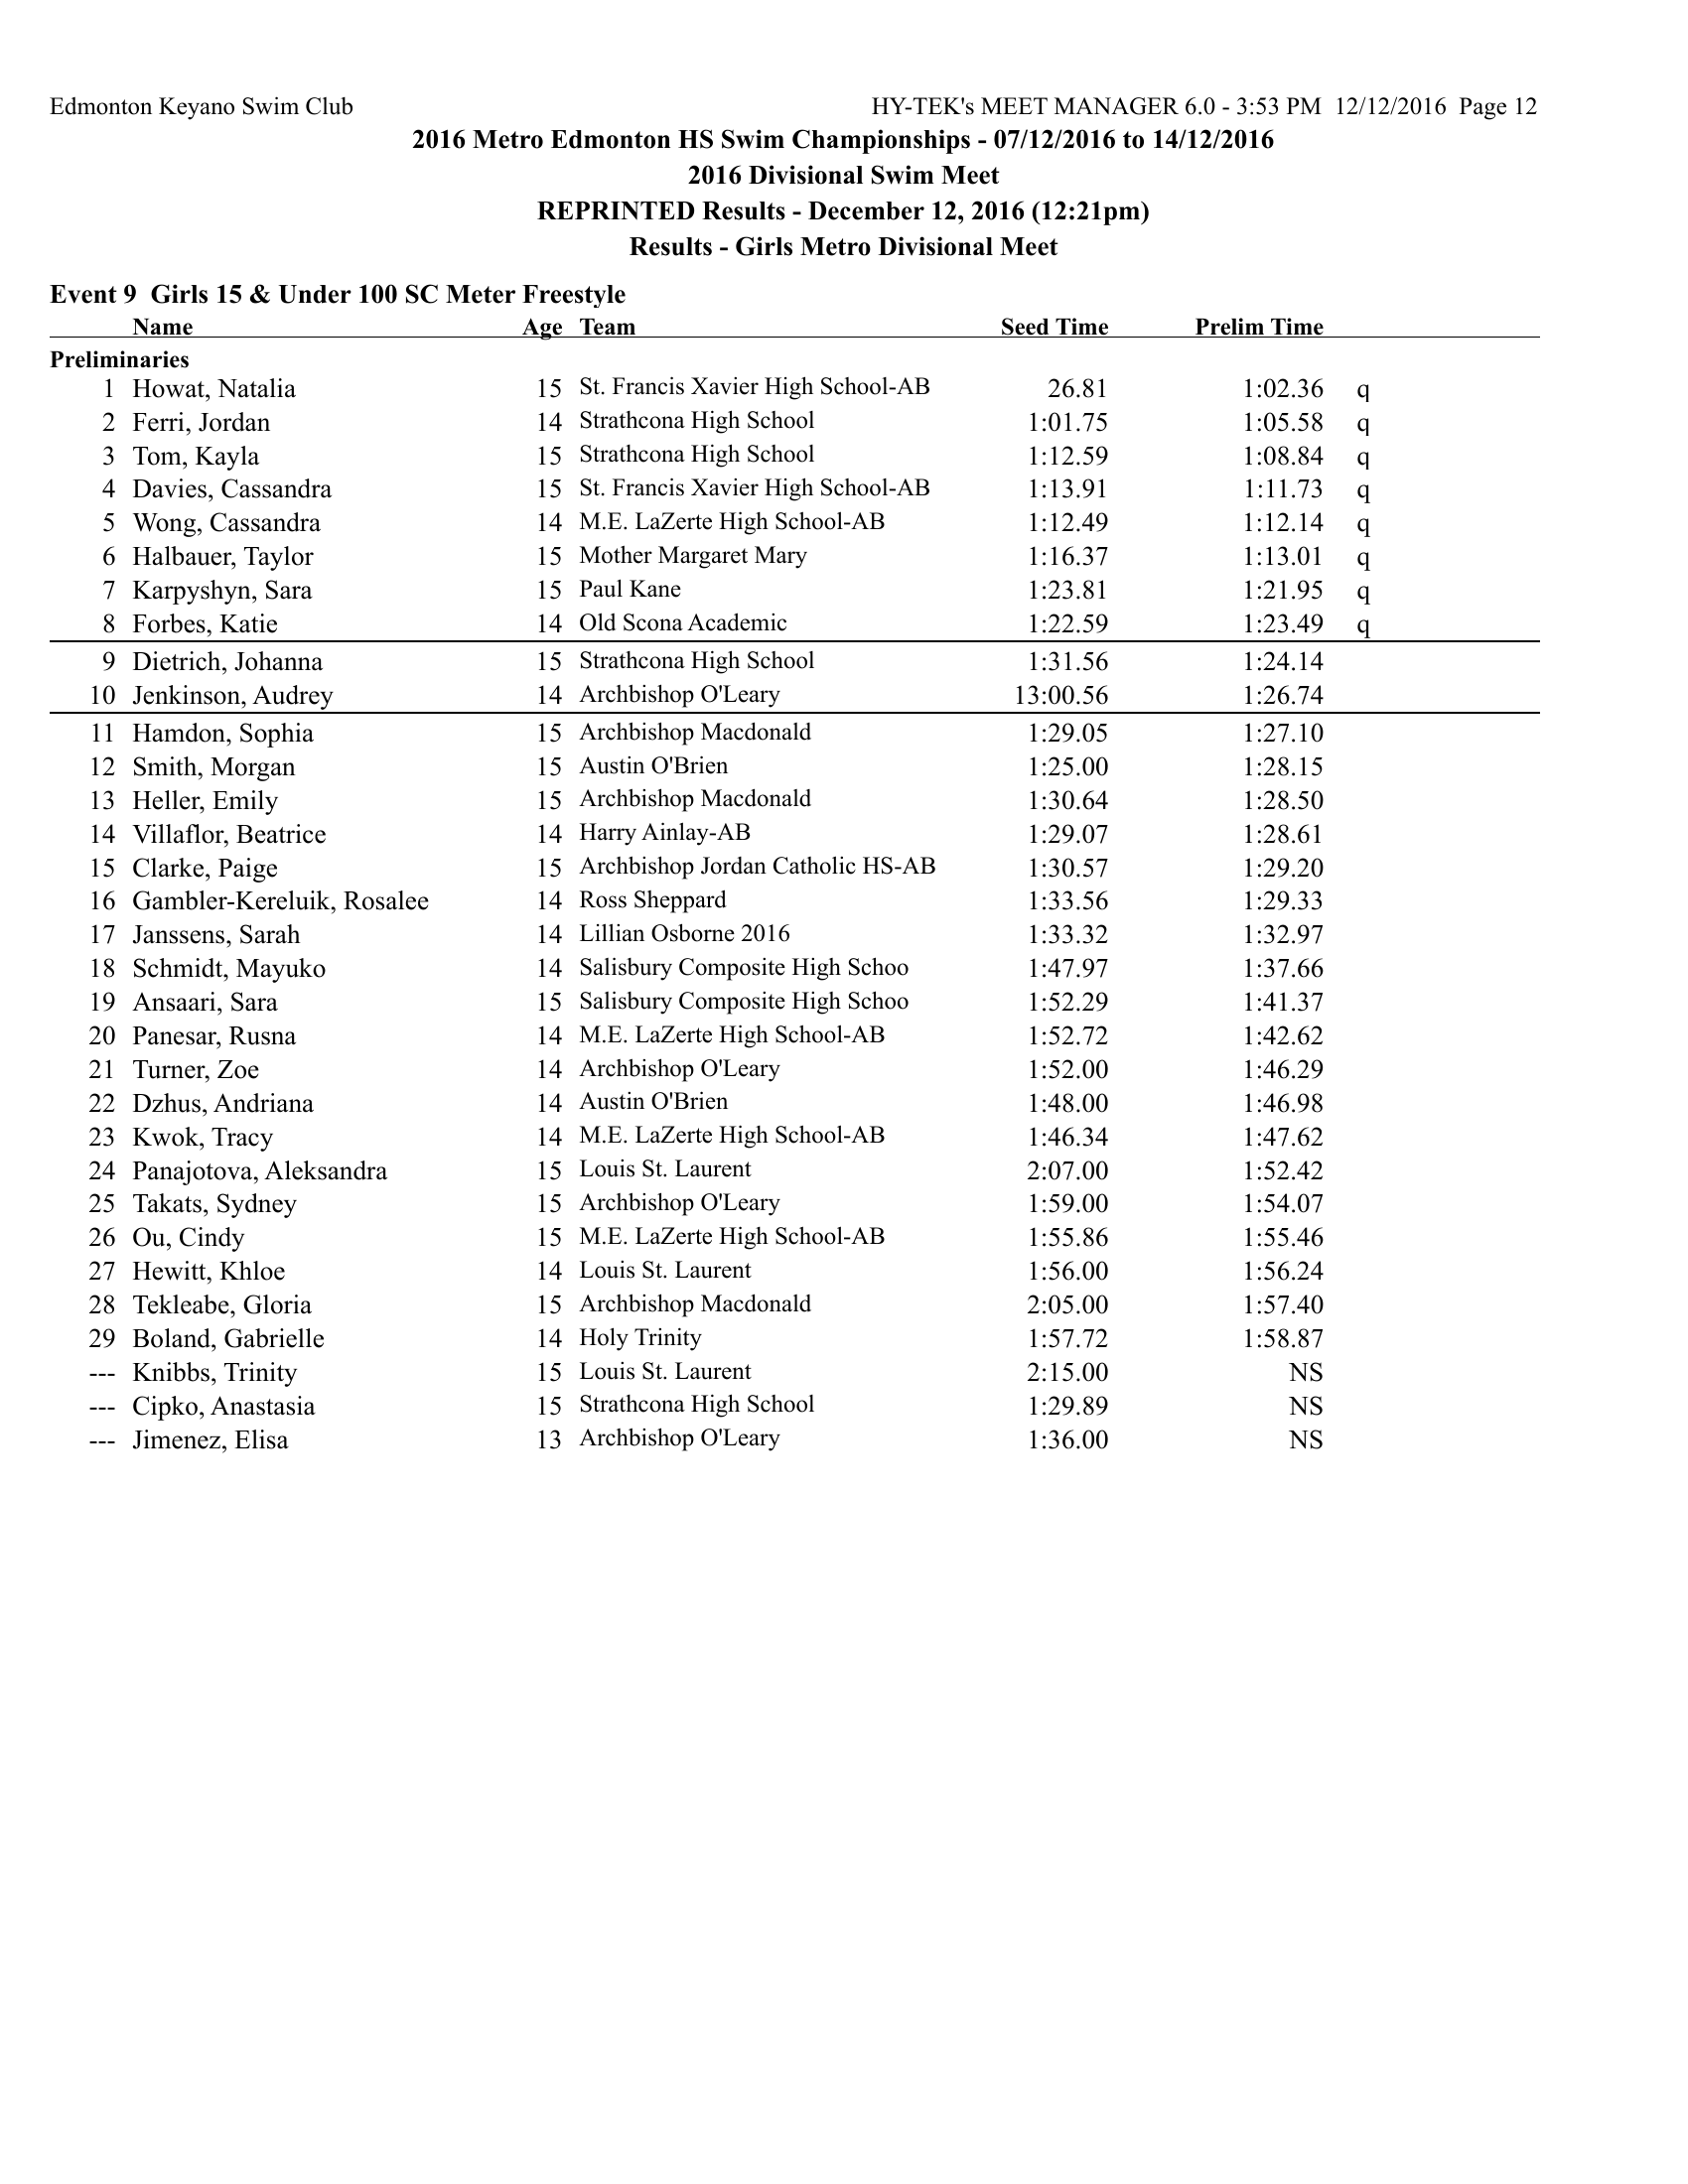 Edmonton Keyano Swim Club HY-TEK's MEET MANAGER 6.0 - 3:53 PM 12/12/2016 Page 12
2016 Metro Edmonton HS Swim Championships - 07/12/2016 to 14/12/2016
2016 Divisional Swim Meet
REPRINTED Results - December 12, 2016 (12:21pm)
Results - Girls Metro Divisional Meet
Event 9 Girls 15 & Under 100 SC Meter Freestyle
Name Age Team Seed Time Prelim Time
Preliminaries
1 Howat, Natalia 15 St. Francis Xavier High School-AB 26.81 1:02.36 q
2 Ferri, Jordan 14 Strathcona High School 1:01.75 1:05.58 q
3 Tom, Kayla 15 Strathcona High School 1:12.59 1:08.84 q
4 Davies, Cassandra 15 St. Francis Xavier High School-AB 1:13.91 1:11.73 q
5 Wong, Cassandra 14 M.E. LaZerte High School-AB 1:12.49 1:12.14 q
6 Halbauer, Taylor 15 Mother Margaret Mary 1:16.37 1:13.01 q
7 Karpyshyn, Sara 15 Paul Kane 1:23.81 1:21.95 q
8 Forbes, Katie 14 Old Scona Academic 1:22.59 1:23.49 q
9 Dietrich, Johanna 15 Strathcona High School 1:31.56 1:24.14
10 Jenkinson, Audrey 14 Archbishop O'Leary 13:00.56 1:26.74
11 Hamdon, Sophia 15 Archbishop Macdonald 1:29.05 1:27.10
12 Smith, Morgan 15 Austin O'Brien 1:25.00 1:28.15
13 Heller, Emily 15 Archbishop Macdonald 1:30.64 1:28.50
14 Villaflor, Beatrice 14 Harry Ainlay-AB 1:29.07 1:28.61
15 Clarke, Paige 15 Archbishop Jordan Catholic HS-AB 1:30.57 1:29.20
16 Gambler-Kereluik, Rosalee 14 Ross Sheppard 1:33.56 1:29.33
17 Janssens, Sarah 14 Lillian Osborne 2016 1:33.32 1:32.97
18 Schmidt, Mayuko 14 Salisbury Composite High Schoo 1:47.97 1:37.66
19 Ansaari, Sara 15 Salisbury Composite High Schoo 1:52.29 1:41.37
20 Panesar, Rusna 14 M.E. LaZerte High School-AB 1:52.72 1:42.62
21 Turner, Zoe 14 Archbishop O'Leary 1:52.00 1:46.29
22 Dzhus, Andriana 14 Austin O'Brien 1:48.00 1:46.98
23 Kwok, Tracy 14 M.E. LaZerte High School-AB 1:46.34 1:47.62
24 Panajotova, Aleksandra 15 Louis St. Laurent 2:07.00 1:52.42
25 Takats, Sydney 15 Archbishop O'Leary 1:59.00 1:54.07
26 Ou, Cindy 15 M.E. LaZerte High School-AB 1:55.86 1:55.46
27 Hewitt, Khloe 14 Louis St. Laurent 1:56.00 1:56.24
28 Tekleabe, Gloria 15 Archbishop Macdonald 2:05.00 1:57.40
29 Boland, Gabrielle 14 Holy Trinity 1:57.72 1:58.87
--- Knibbs, Trinity 15 Louis St. Laurent 2:15.00 NS
--- Cipko, Anastasia 15 Strathcona High School 1:29.89 NS
--- Jimenez, Elisa 13 Archbishop O'Leary 1:36.00 NS